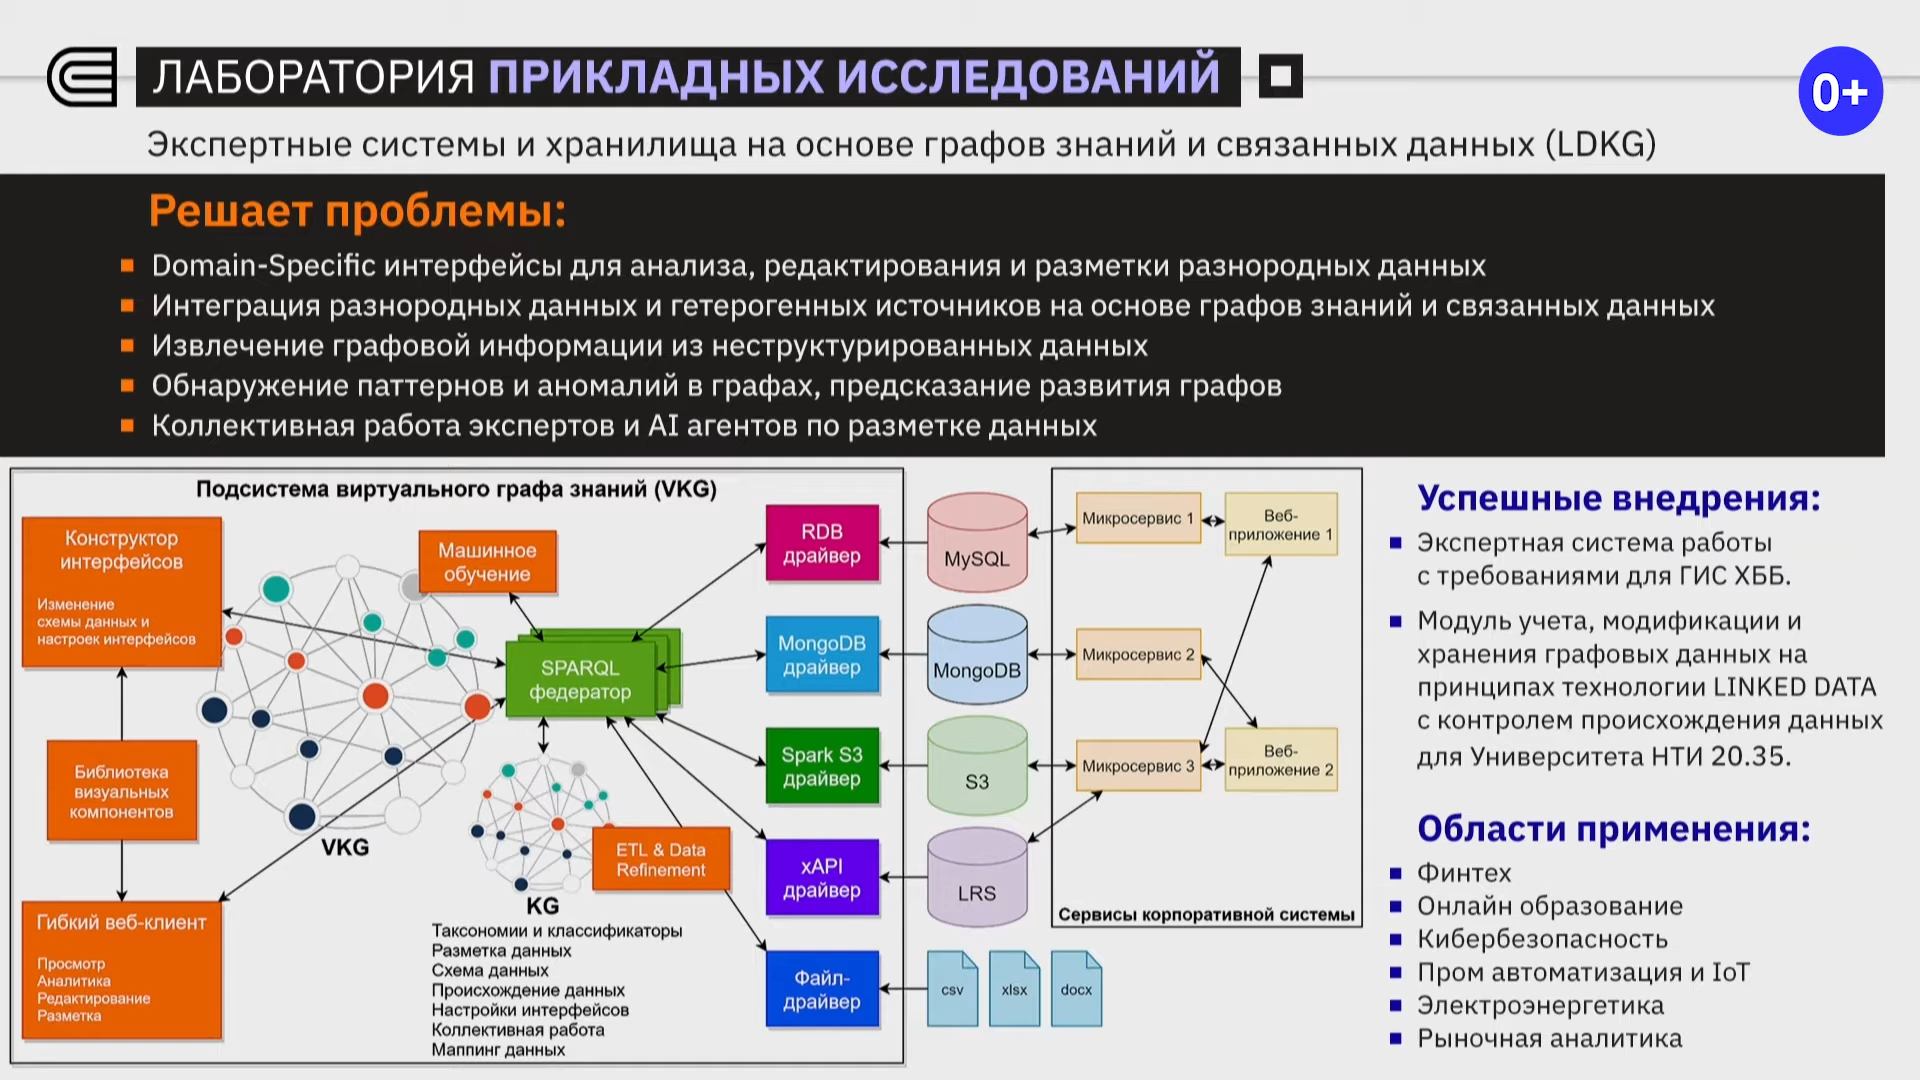 ЛАБОРАТОРИЯ ПРИКЛАДНЫХ ИССЛЕДОВАНИЙ
0+
Экспертные системы и хранилища на основе графов знаний и связанных данных (LDKG)
Решает проблемы:
Domain-Specific интерфейсы для анализа, редактирования и разметки разнородных данных
Интеграция разнородных данных и гетерогенных источников на основе графов знаний и связанных данных
Извлечение графовой информации из неструктурированных данных
Обнаружение паттернов и аномалий в графах, предсказание развития графов
Коллективная работа экспертов и AI агентов по разметке данных
Подсистема виртуального графа знаний (VKG)
Конструктор
интерфейсов
Изменение
схемы данных и
настроек интерфейсов
Библиотека
визуальных
компонентов
Гибкий веб-клиент
Просмотр
Аналитика
Редактирование
Разметка
VKG
Машинное
обучение
SPARQL
федератор
ETL & Data
Refinement
KG
Таксономии и классификаторы
Разметка данных
Схема данных
Происхождение данных
Настройки интерфейсов
Коллективная работа
Маппинг данных
RDB
драйвер
MongoDB
драйвер
Spark S3
драйвер
xAPI
драйвер
Файл-
драйвер
MySQL
MongoDB
S3
LRS
csv
xlsx
docx
Микросервис 1
Веб-
приложение 1
Микросервис 2
Микросервис 3
Веб-
приложение 2
Сервисы корпоративной системы
Успешные внедрения:
Экспертная система работы
с требованиями для ГИС ХББ.
Модуль учета, модификации и
хранения графовых данных на
принципах технологии LINKED DATA
с контролем происхождения данных
для Университета НТИ 20.35.
Области применения:
Финтех
Онлайн образование
Кибербезопасность
Пром автоматизация и IoT
Электроэнергетика
Рыночная аналитика